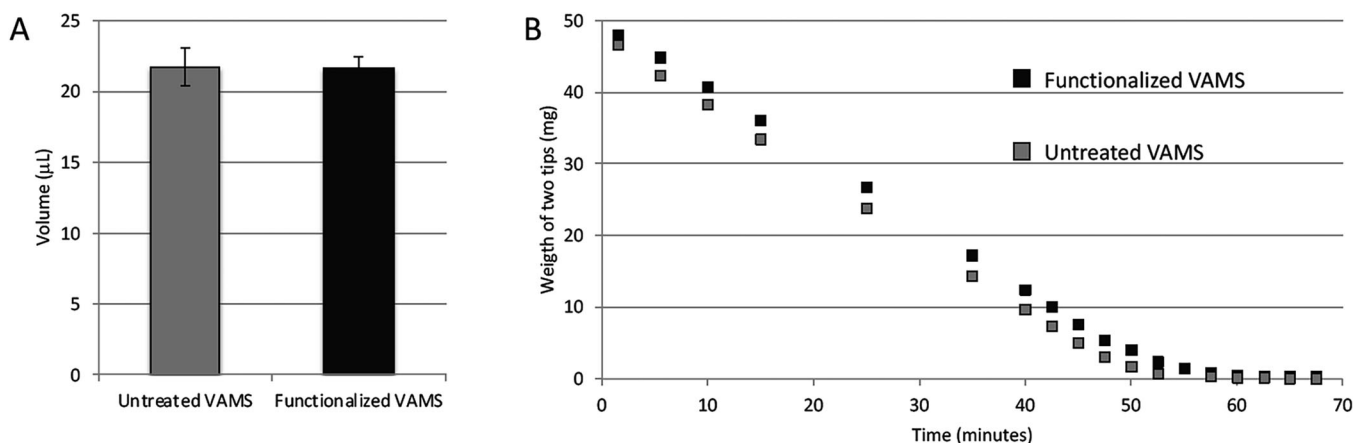 A
25
20
15
10
5
0
Volume (µL)
Untreated VAMS Functionalized VAMS
B
50
40
30
20
10
0
Weigth of two tips (mg)
Functionalized VAMS
Untreated VAMS
0 10 20 30 40 50 60 70
Time (minutes)